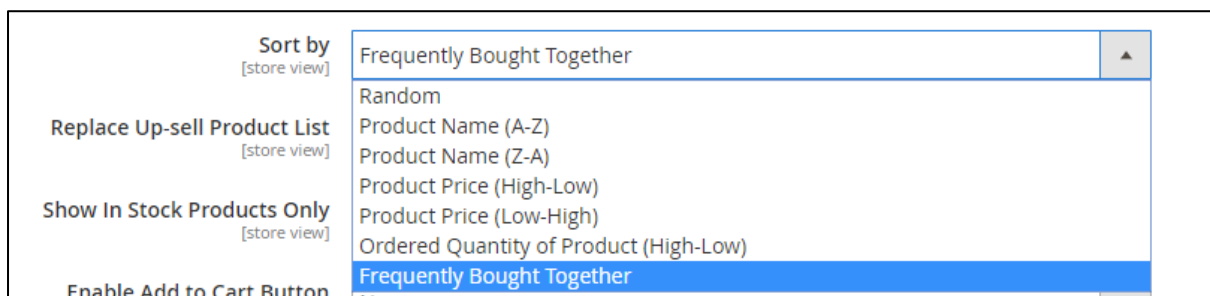 Sort by
[store view]
Frequently Bought Together
Random
Product Name (A-Z)
Replace Up-sell Product List
[store view]
Product Name (Z-A)
Product Price (High-Low)
Show In Stock Products Only
[store view]
Product Price (Low-High)
Ordered Quantity of Product (High-Low)
Frequently Bought Together
Enable Add to Cart Button